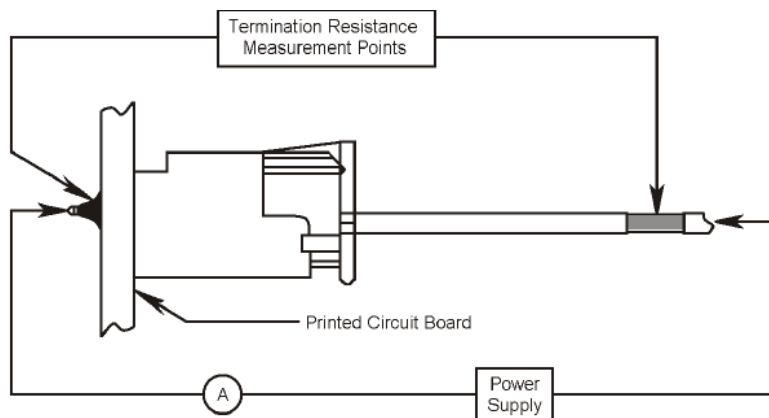 Termination Resistance
Measurement Points
Printed Circuit Board
A
Power
Supply